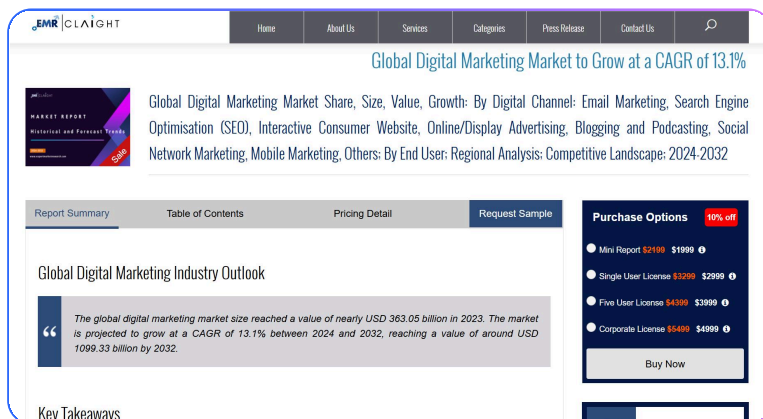 EMR CLAIGHT
Home About Us Services Categories Press Release Contact Us
Global Digital Marketing Market to Grow at a CAGR of 13.1%
MARKET REPORT
Historical and Forecast Trends
Sale
Global Digital Marketing Market Share, Size, Value, Growth: By Digital Channel: Email Marketing, Search Engine
Optimisation (SEO), Interactive Consumer Website, Online/Display Advertising, Blogging and Podcasting, Social
Network Marketing, Mobile Marketing, Others; By End User; Regional Analysis; Competitive Landscape; 2024-2032
Report Summary Table of Contents Pricing Detail Request Sample
Global Digital Marketing Industry Outlook
The global digital marketing market size reached a value of nearly USD 363.05 billion in 2023. The market
is projected to grow at a CAGR of 13.1% between 2024 and 2032, reaching a value of around USD
1099.33 billion by 2032.
Key Takeaways
Purchase Options 10% off
Mini Report $2199 $1999
Single User License $3299 $2999
Five User License $4399 $3999
Corporate License $5499 $4999
Buy Now